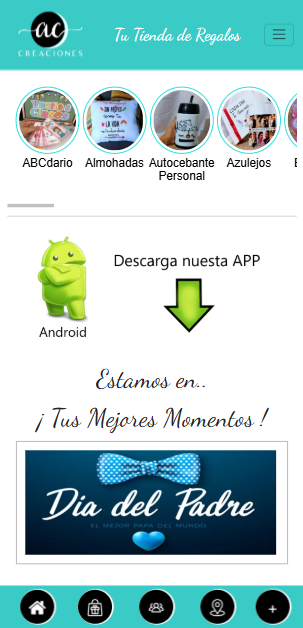 ac
CREACIONES
Tu Tienda de Regalos
ABCdario
Almohadas
Autocebante
Personal
Azulejos
Android
Descarga nuesta APP
Estamos en..
¡ Tus Mejores Momentos !
Dia del Padre
EL MEJOR PAPA DEL MUNDO
+